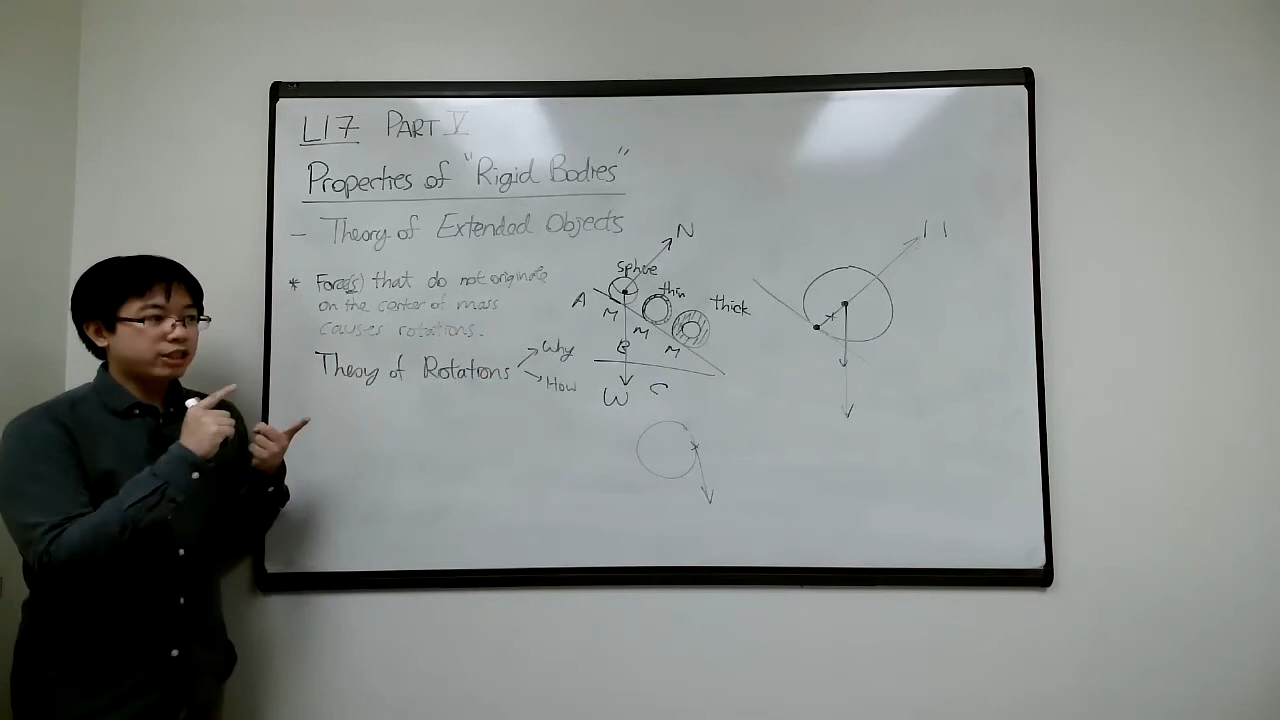 L17 PART V
Properties of "Rigid Bodies"
- Theory of Extended Objects
* Force(s) that do not originate
on the center of mass
causes rotations.
Theory of Rotations
Why
How
N
sphere
thin
thick
A
M
M
M
B
W
C